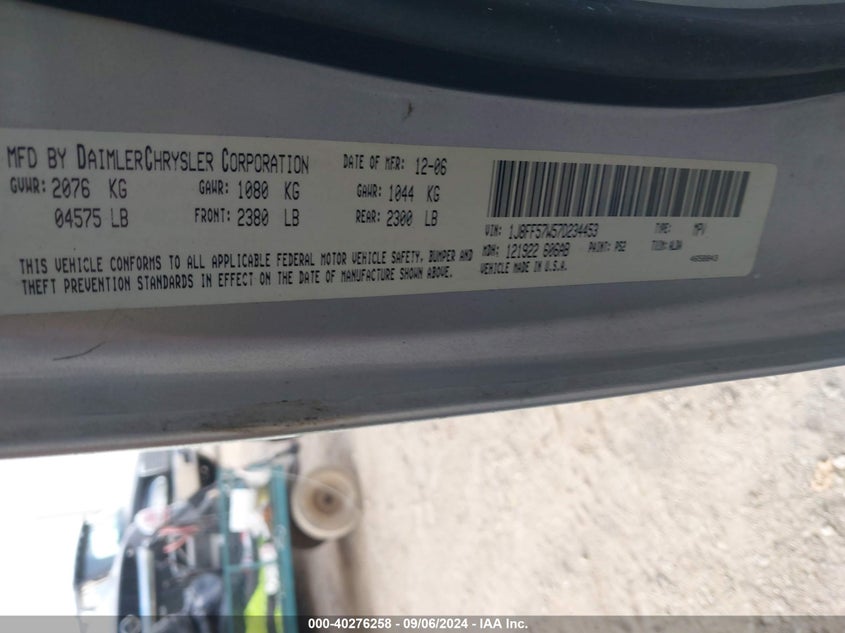 MFD BY DAIMLERCHRYSLER CORPORATION DATE OF MFR: 12-06
GVWR: 2076 KG GAWR: 1080 KG GAWR: 1044 KG
04575 LB FRONT: 2380 LB REAR: 2300 LB
THIS VEHICLE CONFORMS TO ALL APPLICABLE FEDERAL MOTOR VEHICLE SAFETY, BUMPER AND
THEFT PREVENTION STANDARDS IN EFFECT ON THE DATE OF MANUFACTURE SHOWN ABOVE.
VIN: 1J8FF57W57D234453 TYPE: MPV
MDH: 121922 606AB PAINT: PS2 TRIM:
VEHICLE MADE IN U.S.A.
000-40276258 - 09/06/2024 - IAA Inc.